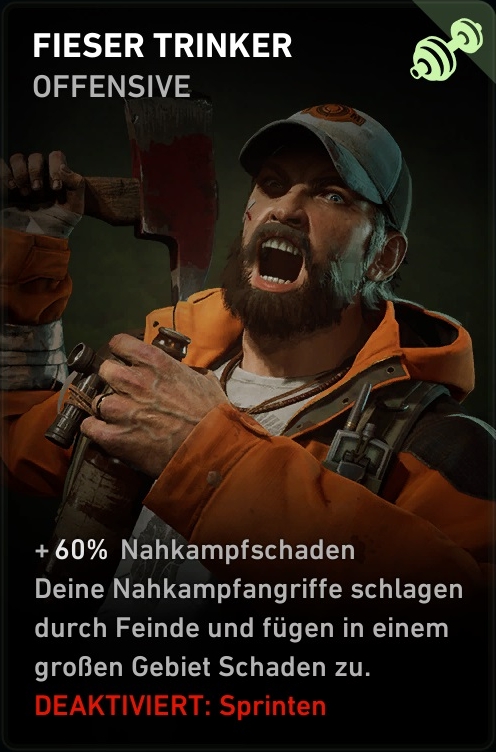 FIESER TRINKER
OFFENSIVE
+60% Nahkampfschaden
Deine Nahkampfangriffe schlagen
durch Feinde und fügen in einem
großen Gebiet Schaden zu.
DEAKTIVIERT: Sprinten